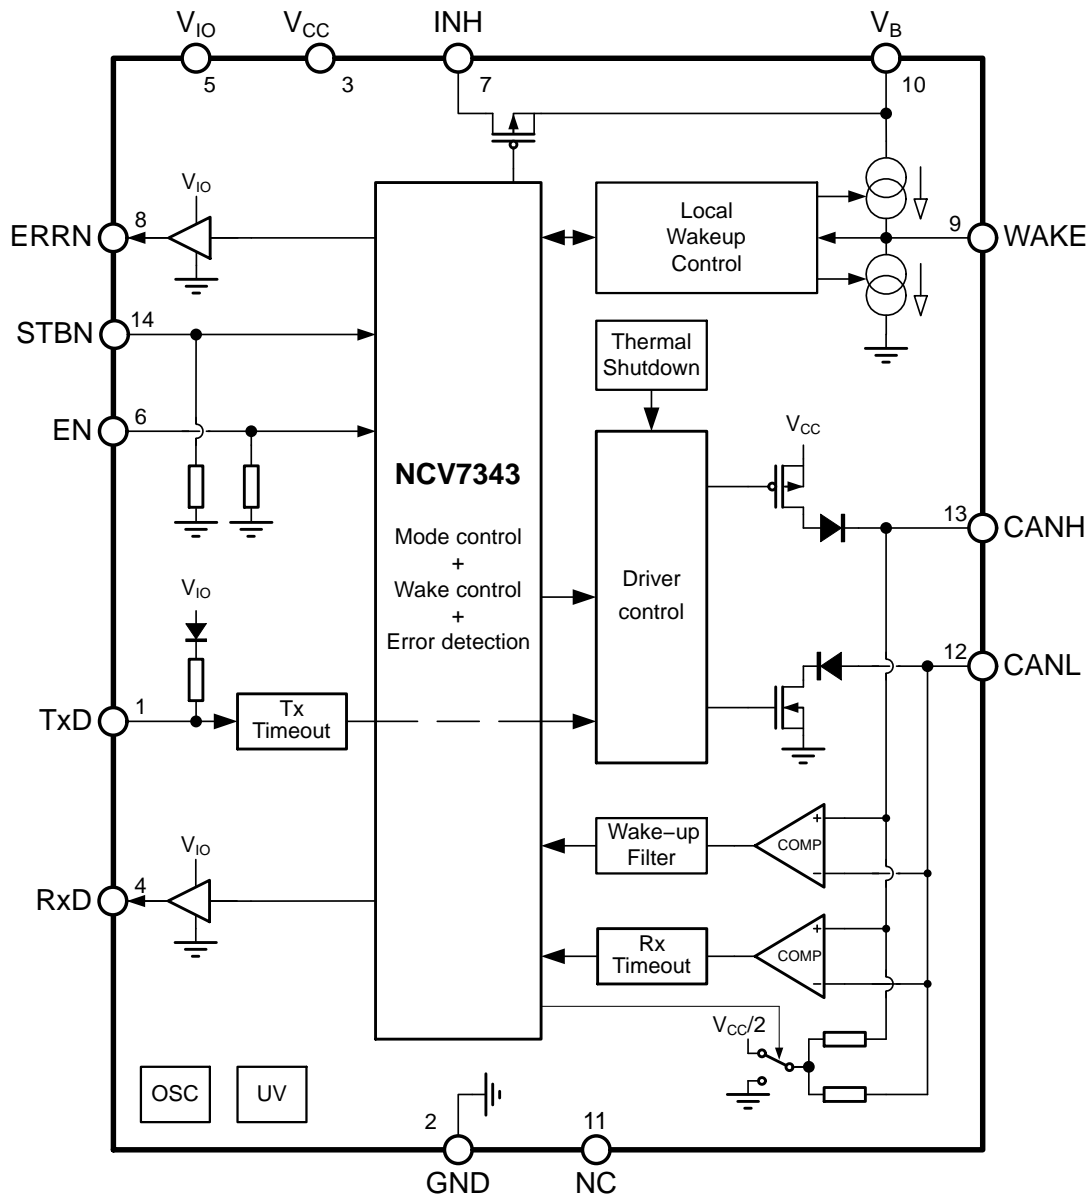 VIO VCC INH VB
5 3 7 10
VIO
ERRN 8
Local
Wakeup
Control
9 WAKE
STBN 14
Thermal
Shutdown
EN 6
VCC
NCV7343
Mode control
+
Wake control
+
Error detection
Driver
control
13 CANH
VIO
12 CANL
TxD 1
Tx
Timeout
Wake−up
Filter
COMP
+
−
VIO
RxD 4
Rx
Timeout
COMP
+
−
VCC/2
OSC UV
2 11
GND NC